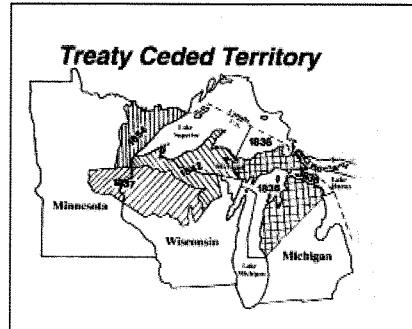 Treaty Ceded Territory
1854
Lake
Superior
1836
1842
1837
1836
Lake
Huron
Minnesota
Wisconsin
Lake
Michigan
Michigan